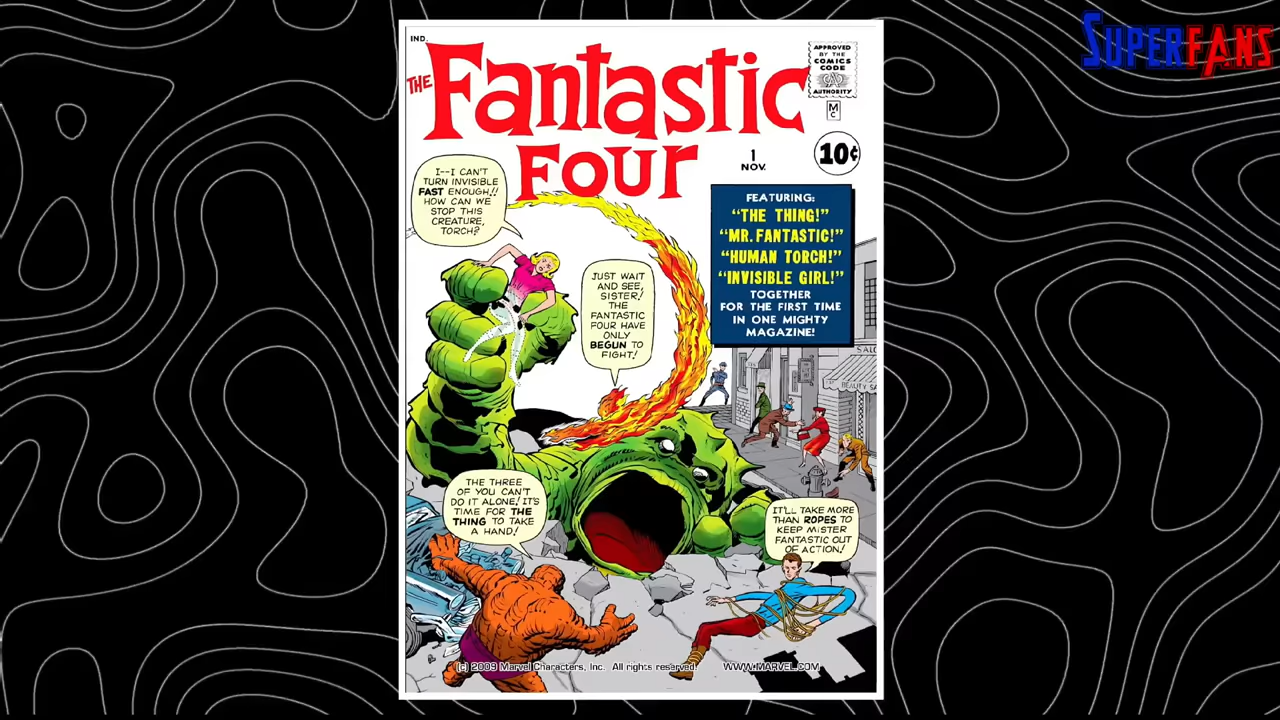 SUPERFANS
IND.
THE
Fantastic
FOUR
APPROVED
BY THE
COMICS
CODE
AUTHORITY
M
C
1
NOV.
10¢
I--I CAN'T
TURN INVISIBLE
FAST ENOUGH!!
HOW CAN WE
STOP THIS
CREATURE,
TORCH?
FEATURING:
"THE THING!"
"MR. FANTASTIC!"
"HUMAN TORCH!"
"INVISIBLE GIRL!"
TOGETHER
FOR THE FIRST TIME
IN ONE MIGHTY
MAGAZINE!
JUST WAIT
AND SEE,
SISTER!
THE
FANTASTIC
FOUR HAVE
ONLY
BEGUN TO
FIGHT!
BEAUTY SA
THE THREE
OF YOU CAN'T
DO IT ALONE! IT'S
TIME FOR THE
THING TO TAKE
A HAND!
IT'LL TAKE MORE
THAN ROPES TO
KEEP MISTER
FANTASTIC OUT
OF ACTION!
(c) 2009 Marvel Characters, Inc. All rights reserved. WWW.MARVEL.COM